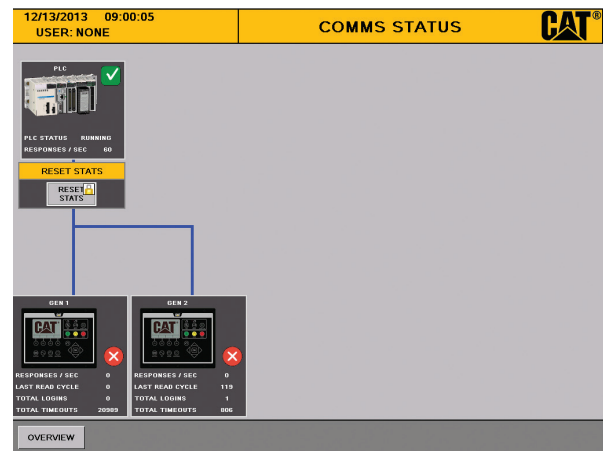 12/13/2013 09:00:05
USER: NONE
COMMS STATUS
CAT®
PLC
PLC STATUS RUNNING
RESPONSES / SEC 60
RESET STATS
RESET
STATS
GEN 1
CAT
RESPONSES / SEC 0
LAST READ CYCLE 0
TOTAL LOGINS 0
TOTAL TIMEOUTS 20989
GEN 2
CAT
RESPONSES / SEC 0
LAST READ CYCLE 119
TOTAL LOGINS 1
TOTAL TIMEOUTS 806
OVERVIEW